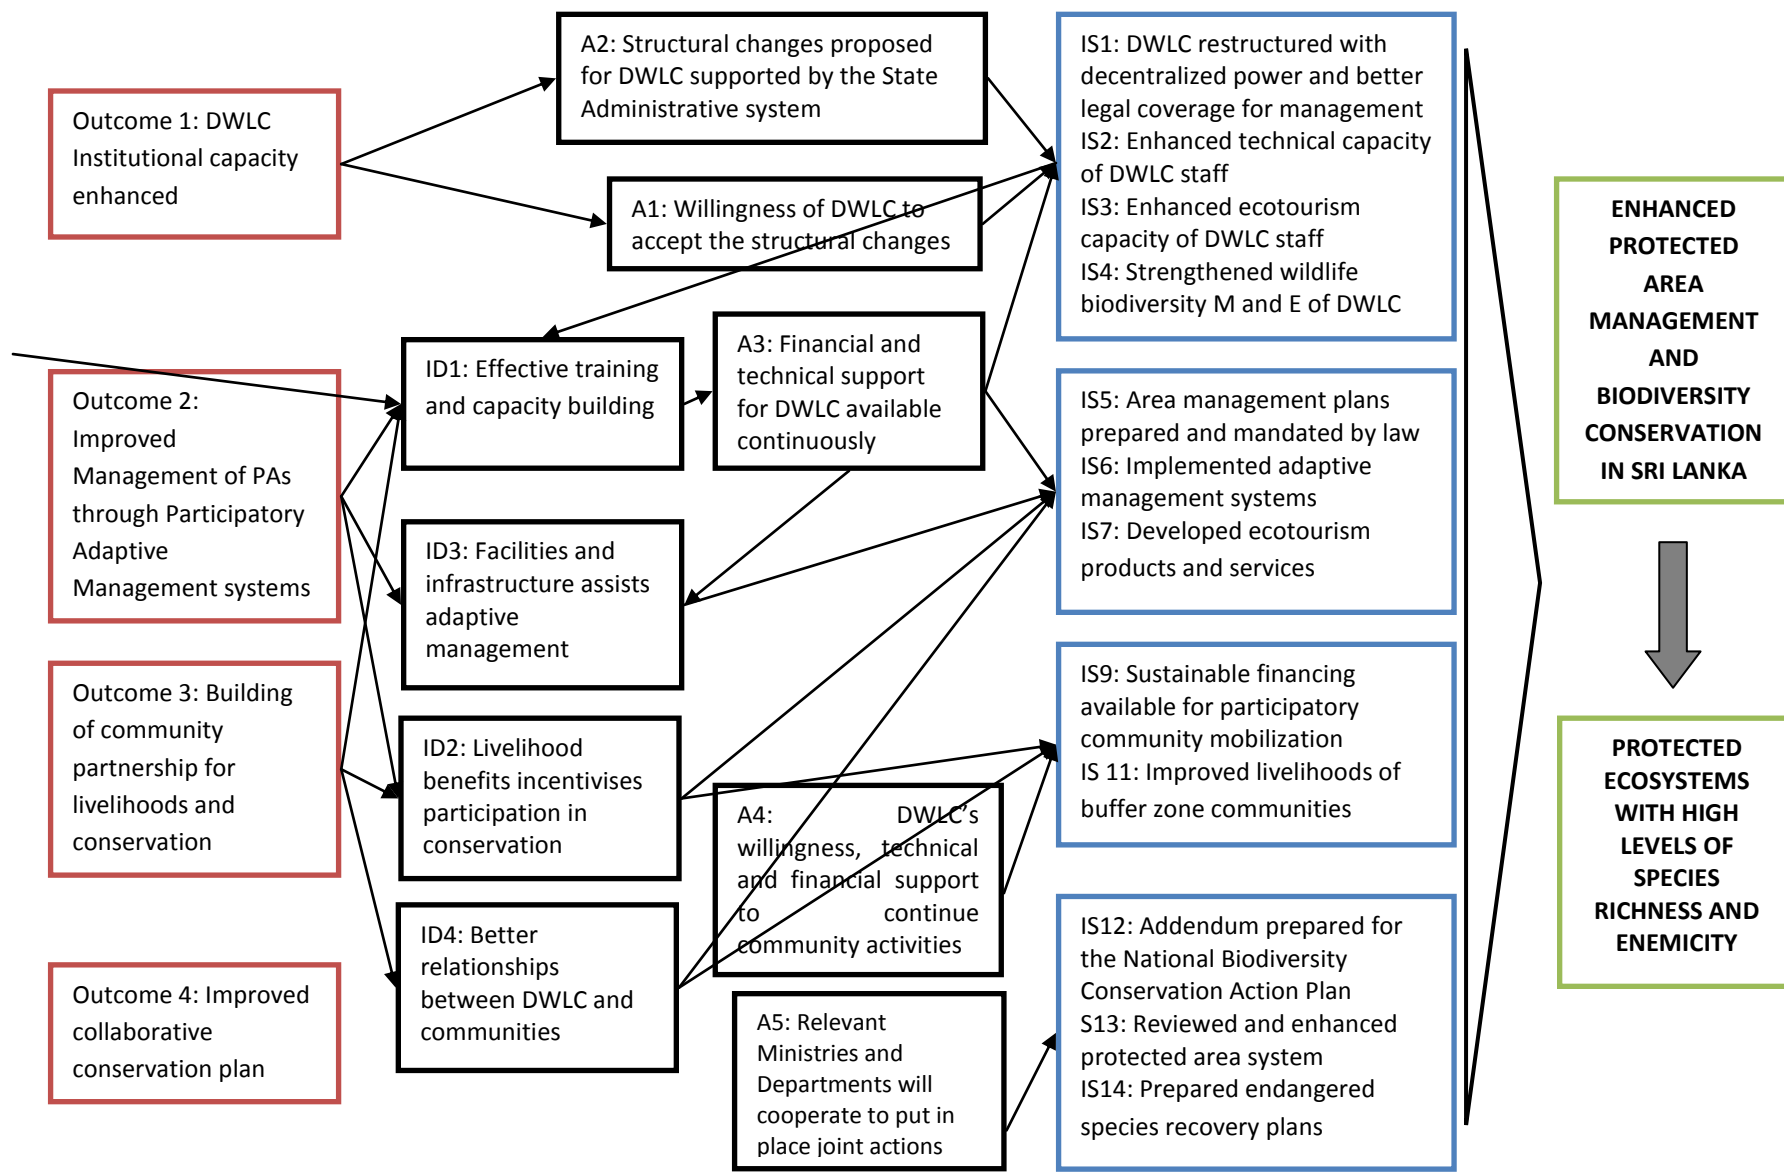 Outcome 1: DWLC
Institutional capacity
enhanced
Outcome 2:
Improved
Management of PAs
through Participatory
Adaptive
Management systems
Outcome 3: Building
of community
partnership for
livelihoods and
conservation
Outcome 4: Improved
collaborative
conservation plan
A2: Structural changes proposed
for DWLC supported by the State
Administrative system
A1: Willingness of DWLC to
accept the structural changes
ID1: Effective training
and capacity building
A3: Financial and
technical support
for DWLC available
continuously
ID3: Facilities and
infrastructure assists
adaptive
management
ID2: Livelihood
benefits incentivises
participation in
conservation
A4: DWLC’s
willingness, technical
and financial support
to continue
community activities
ID4: Better
relationships
between DWLC and
communities
A5: Relevant
Ministries and
Departments will
cooperate to put in
place joint actions
IS1: DWLC restructured with
decentralized power and better
legal coverage for management
IS2: Enhanced technical capacity
of DWLC staff
IS3: Enhanced ecotourism
capacity of DWLC staff
IS4: Strengthened wildlife
biodiversity M and E of DWLC
IS5: Area management plans
prepared and mandated by law
IS6: Implemented adaptive
management systems
IS7: Developed ecotourism
products and services
IS9: Sustainable financing
available for participatory
community mobilization
IS 11: Improved livelihoods of
buffer zone communities
IS12: Addendum prepared for
the National Biodiversity
Conservation Action Plan
S13: Reviewed and enhanced
protected area system
IS14: Prepared endangered
species recovery plans
ENHANCED
PROTECTED
AREA
MANAGEMENT
AND
BIODIVERSITY
CONSERVATION
IN SRI LANKA
PROTECTED
ECOSYSTEMS
WITH HIGH
LEVELS OF
SPECIES
RICHNESS AND
ENEMICITY